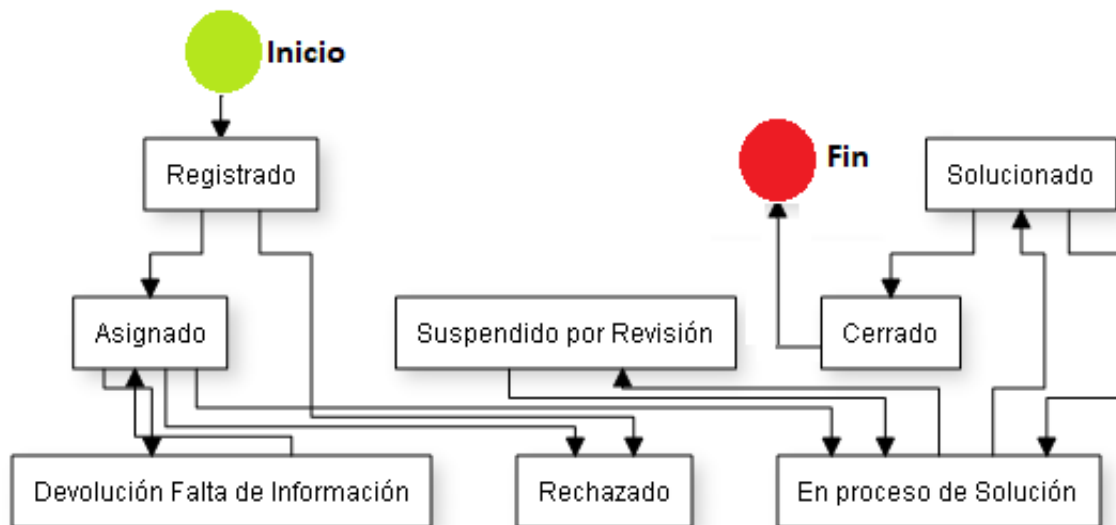 Inicio
Registrado
Fin
Solucionado
Asignado
Suspendido por Revisión
Cerrado
Devolución Falta de Información
Rechazado
En proceso de Solución